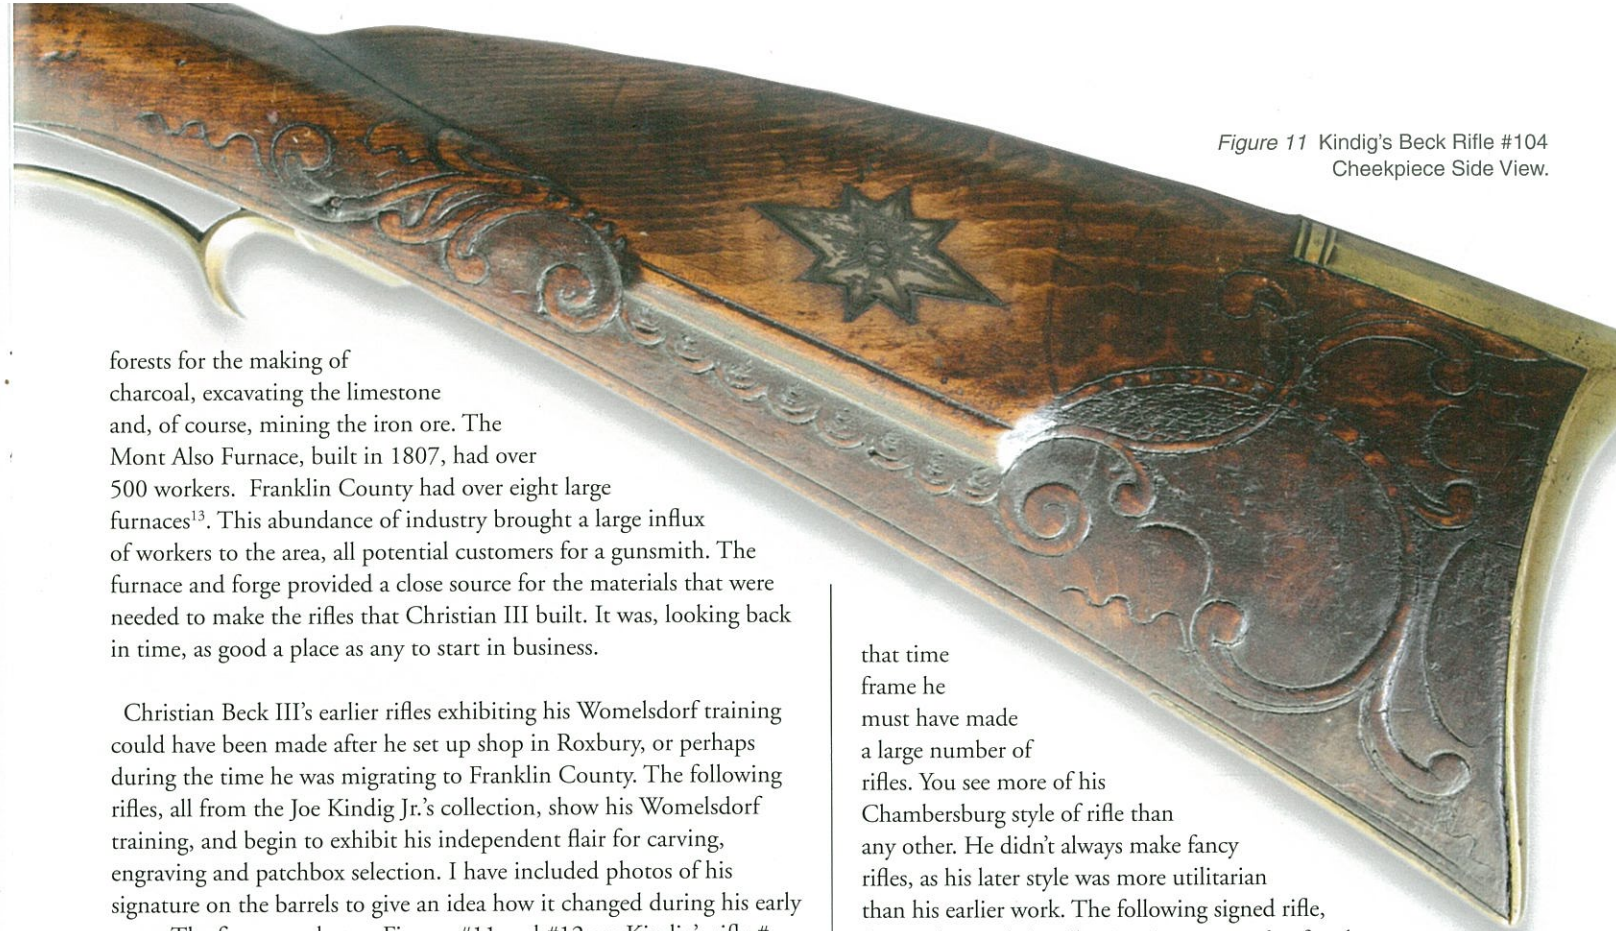 Figure 11 Kindig's Beck Rifle #104
Cheekpiece Side View.
forests for the making of
charcoal, excavating the limestone
and, of course, mining the iron ore. The
Mont Also Furnace, built in 1807, had over
500 workers. Franklin County had over eight large
furnaces¹³. This abundance of industry brought a large influx
of workers to the area, all potential customers for a gunsmith. The
furnace and forge provided a close source for the materials that were
needed to make the rifles that Christian III built. It was, looking back
in time, as good a place as any to start in business.
Christian Beck III's earlier rifles exhibiting his Womelsdorf training
could have been made after he set up shop in Roxbury, or perhaps
during the time he was migrating to Franklin County. The following
rifles, all from the Joe Kindig Jr.'s collection, show his Womelsdorf
training, and begin to exhibit his independent flair for carving,
engraving and patchbox selection. I have included photos of his
signature on the barrels to give an idea how it changed during his early
that time
frame he
must have made
a large number of
rifles. You see more of his
Chambersburg style of rifle than
any other. He didn't always make fancy
rifles, as his later style was more utilitarian
than his earlier work. The following signed rifle,